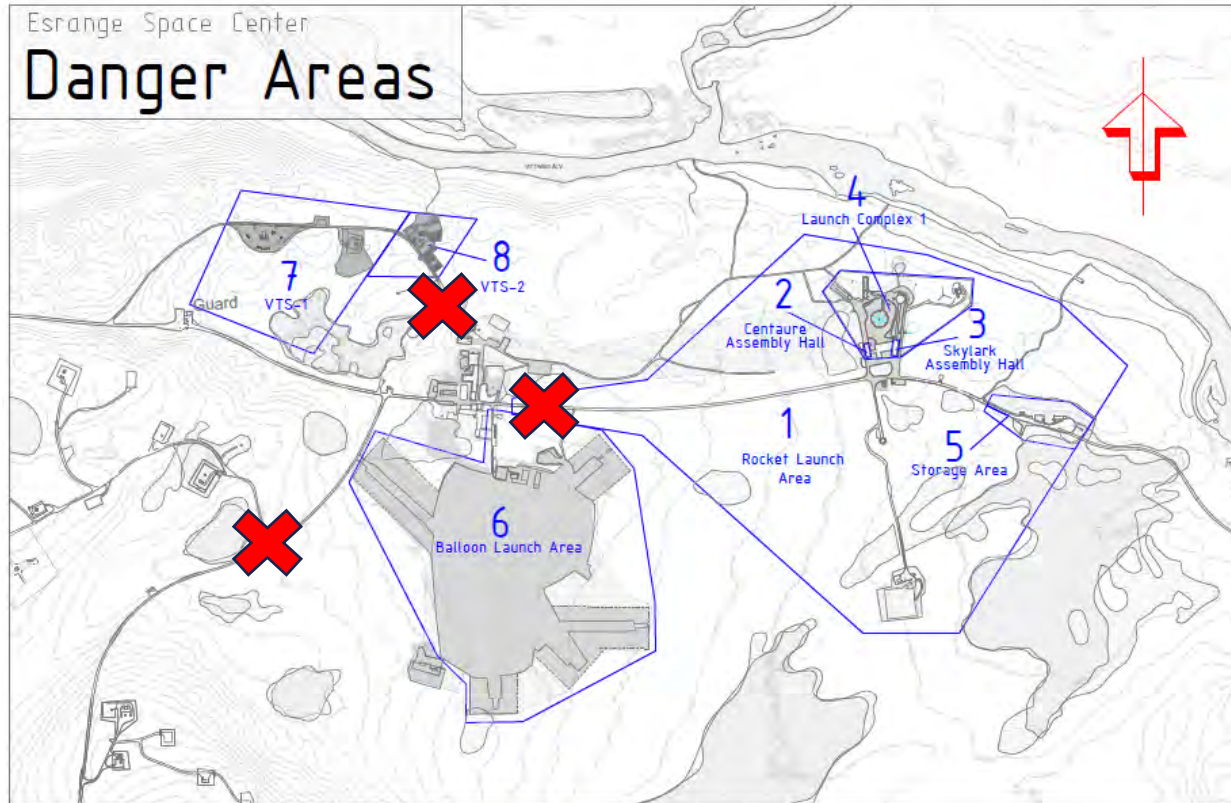 Esrange Space Center
Danger Areas
4
Launch Complex 1
8
VTS-2
7
VTS-1
Guard
2
Centaure
Assembly Hall
3
Skylark
Assembly Hall
1
Rocket Launch
Area
5
Storage Area
6
Balloon Launch Area